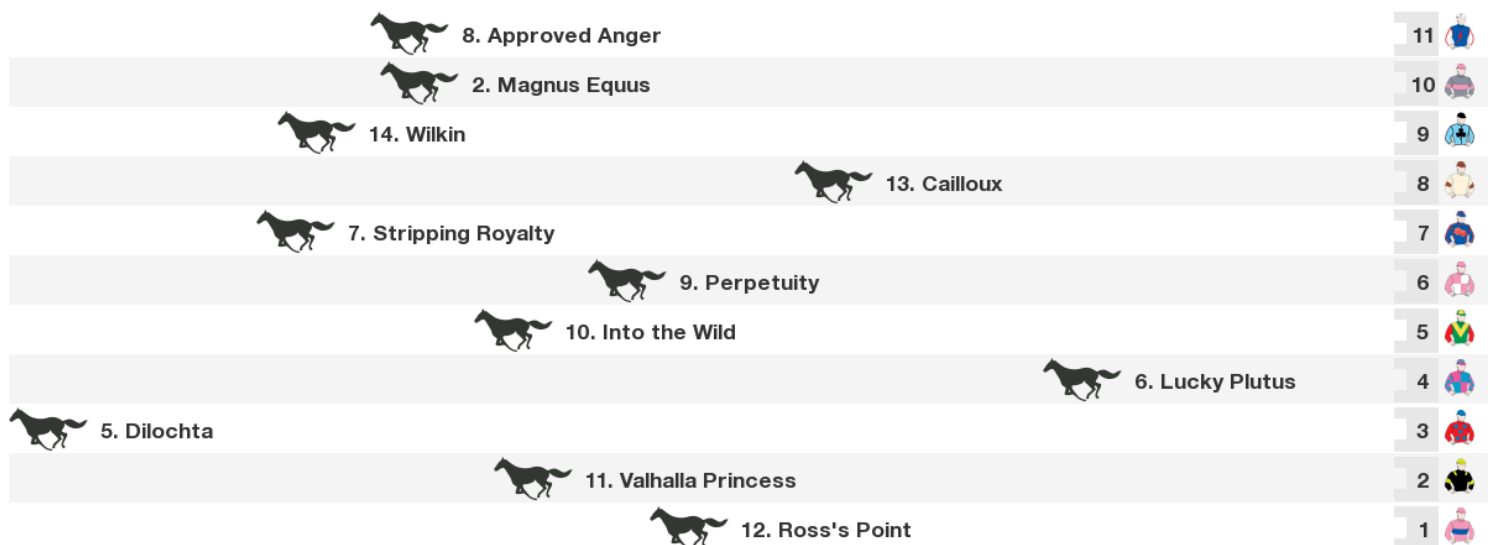 8. Approved Anger 11
2. Magnus Equus 10
14. Wilkin 9
13. Cailloux 8
7. Stripping Royalty 7
9. Perpetuity 6
10. Into the Wild 5
6. Lucky Plutus 4
5. Dilochta 3
11. Valhalla Princess 2
12. Ross's Point 1